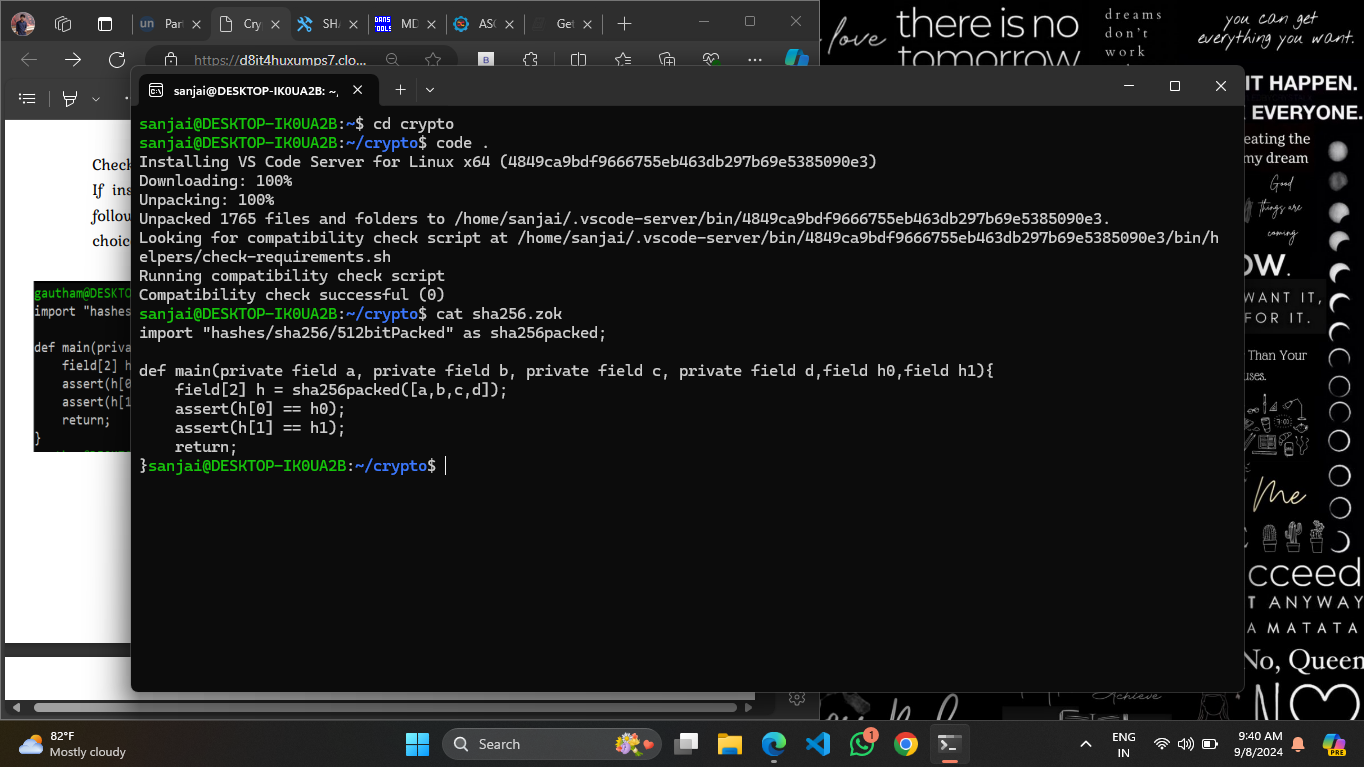 un Par
Cry
SHA
DANS TOOLS MD
ASC
Get
https://d8it4huxumps7.clo...
love
there is no
tomorrow
dreams
don't
work
you can get
everything you want.
IT HAPPEN.
EVERYONE.
eating the
my dream
Good
things are
coming
OW.
WANT IT,
FOR IT.
Than Your
uses.
Me
cceed
T ANYWAY
A MATATA
No, Queen
Achieve
Check
If ins
follow
choic
gautham@DESKTO
import "hashes
def main(priva
field[2] h
assert(h[0
assert(h[1
return;
}
sanjai@DESKTOP-IK0UA2B: ~,
sanjai@DESKTOP-IK0UA2B:~$ cd crypto
sanjai@DESKTOP-IK0UA2B:~/crypto$ code .
Installing VS Code Server for Linux x64 (4849ca9bdf9666755eb463db297b69e5385090e3)
Downloading: 100%
Unpacking: 100%
Unpacked 1765 files and folders to /home/sanjai/.vscode-server/bin/4849ca9bdf9666755eb463db297b69e5385090e3.
Looking for compatibility check script at /home/sanjai/.vscode-server/bin/4849ca9bdf9666755eb463db297b69e5385090e3/bin/h
elpers/check-requirements.sh
Running compatibility check script
Compatibility check successful (0)
sanjai@DESKTOP-IK0UA2B:~/crypto$ cat sha256.zok
import "hashes/sha256/512bitPacked" as sha256packed;
def main(private field a, private field b, private field c, private field d,field h0,field h1){
field[2] h = sha256packed([a,b,c,d]);
assert(h[0] == h0);
assert(h[1] == h1);
return;
}sanjai@DESKTOP-IK0UA2B:~/crypto$
82°F
Mostly cloudy
Search
1
ENG
IN
9:40 AM
9/8/2024
PRE